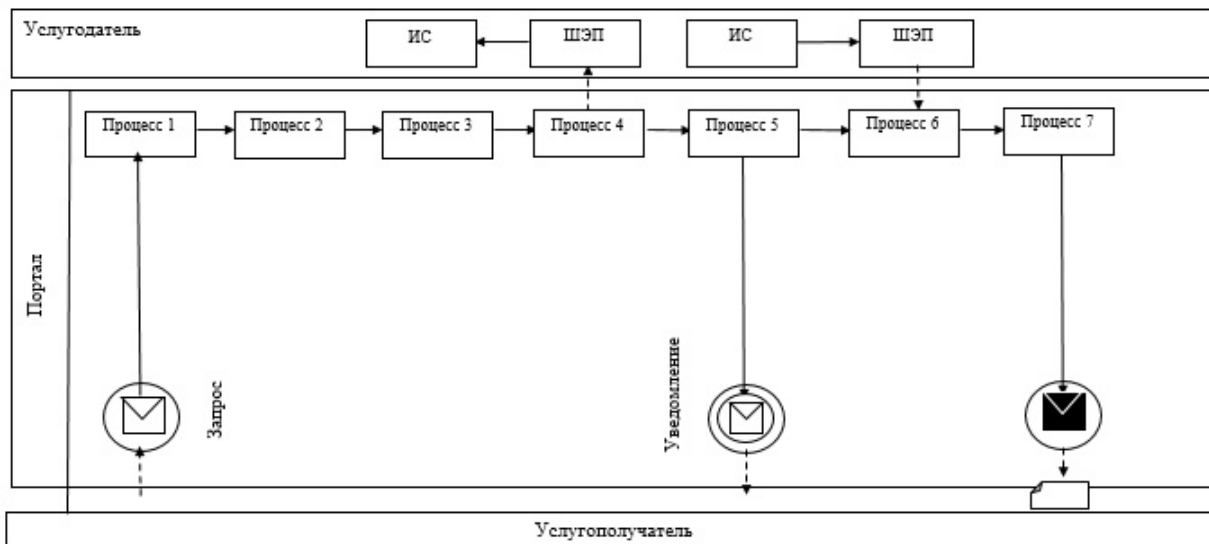 Услугодатель
ИС
ШЭП
ИС
ШЭП
Процесс 1
Процесс 2
Процесс 3
Процесс 4
Процесс 5
Процесс 6
Процесс 7
Портал
Запрос
Уведомление
Услугополучатель